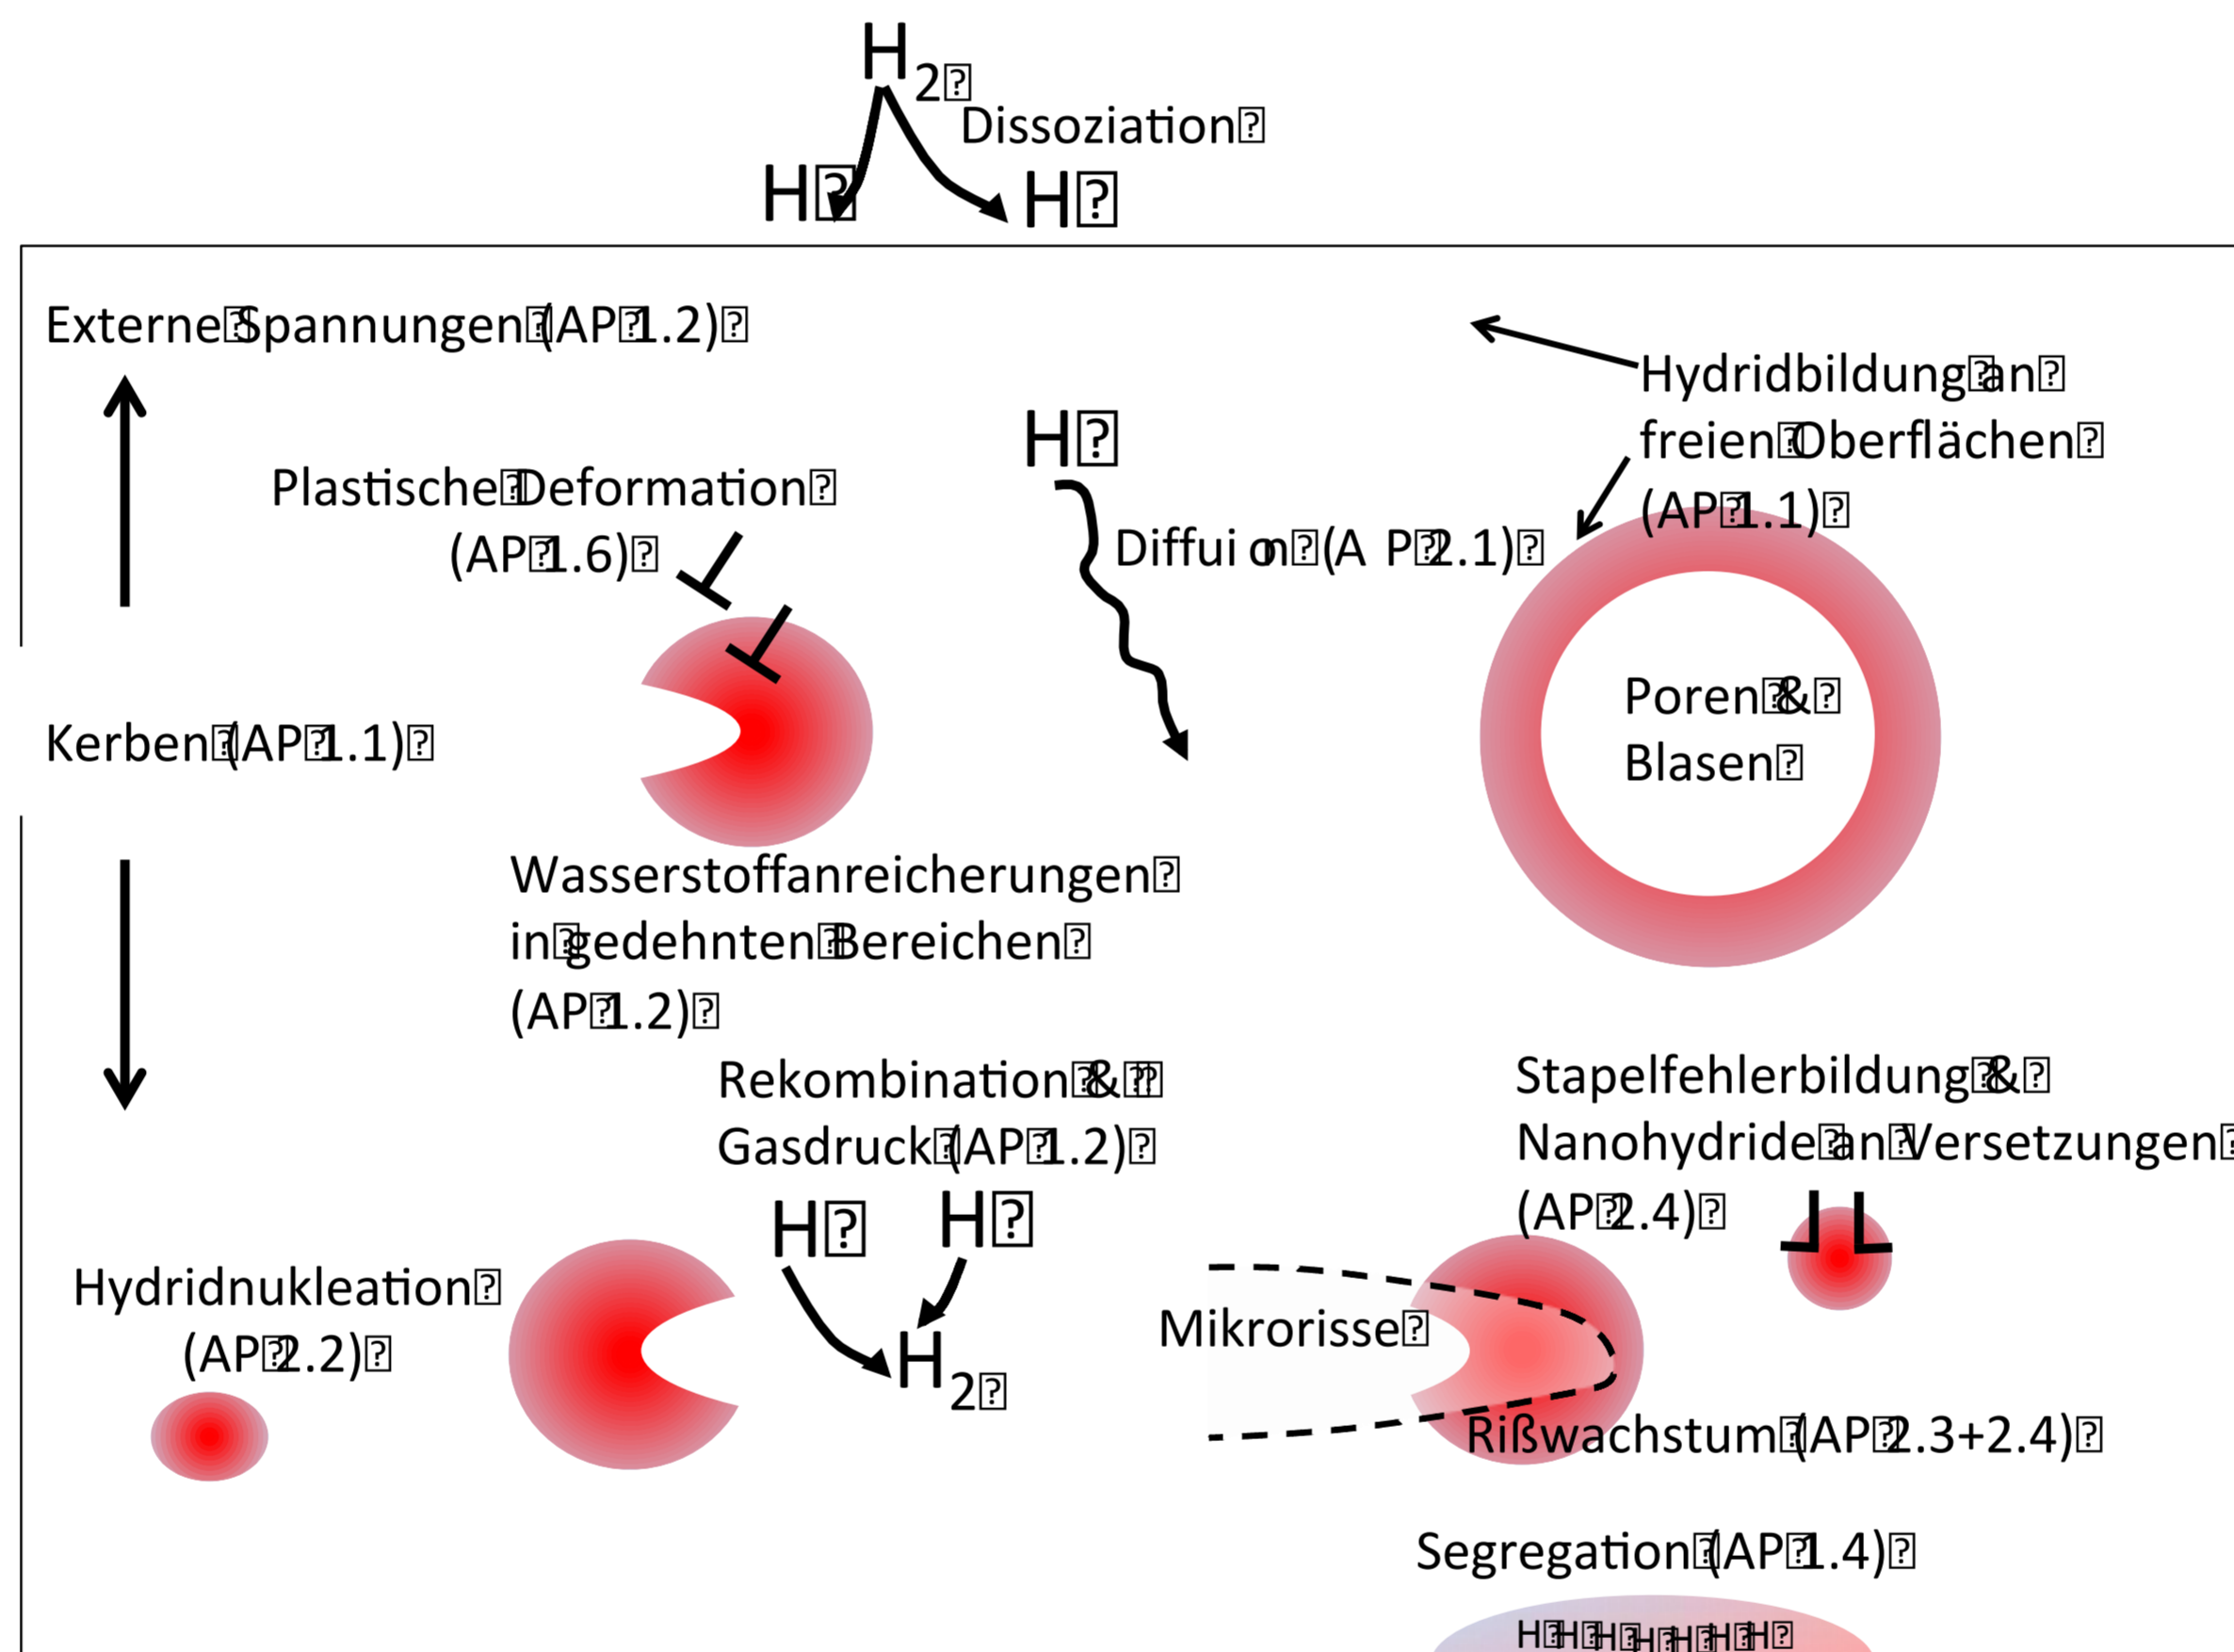 H2
Dissoziation
H H
Externe Spannungen (AP 1.2)
Hydridbildung an
freien Oberflächen
(AP 1.1)
H
Plastische Deformation
(AP 1.6)
Diffui on (A P 2.1)
Kerben (AP 1.1)
Poren &
Blasen
Wasserstoffanreicherungen
in gedehnten Bereichen
(AP 1.2)
Rekombination &
Gasdruck (AP 1.2)
H H
H2
Stapelfehlerbildung &
Nanohydride an Versetzungen
(AP 2.4)
Hydridnukleation
(AP 2.2)
Mikrorisse
Rißwachstum (AP 2.3+2.4)
Segregation (AP 1.4)
H H H H H H H